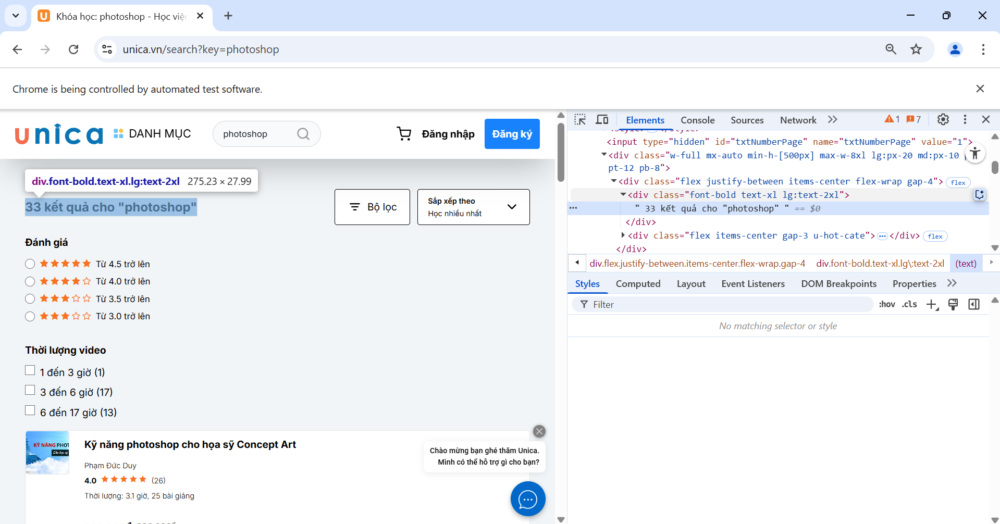 Khóa học: photoshop - Học việ
unica.vn/search?key=photoshop
Chrome is being controlled by automated test software.
unica
DANH MỤC
photoshop
Đăng nhập
Đăng ký
div.font-bold.text-xl.lg:text-2xl 275.23 × 27.99
33 kết quả cho "photoshop"
Bộ lọc
Sắp xếp theo
Học nhiều nhất
Đánh giá
Từ 4.5 trở lên
Từ 4.0 trở lên
Từ 3.5 trở lên
Từ 3.0 trở lên
Thời lượng video
1 đến 3 giờ (1)
3 đến 6 giờ (17)
6 đến 17 giờ (13)
KỸ NĂNG PHOT
Kỹ năng photoshop cho họa sỹ Concept Art
Phạm Đức Duy
4.0 (26)
Thời lượng: 3.1 giờ, 25 bài giảng
Chào mừng bạn ghé thăm Unica.
Mình có thể hỗ trợ gì cho bạn?
Elements Console Sources Network 1 7
<input type="hidden" id="txtNumberPage" name="txtNumberPage" value="1">
<div class="w-full mx-auto min-h-[500px] max-w-8xl lg:px-20 md:px-10
pt-12 pb-8">
<div class="flex justify-between items-center flex-wrap gap-4"> flex
<div class="font-bold text-xl lg:text-2xl">
" 33 kết quả cho "photoshop" " == $0
</div>
<div class="flex items-center gap-3 u-hot-cate"> … </div> flex
</div>
div.flex.justify-between.items-center.flex-wrap.gap-4 div.font-bold.text-xl.lg\:text-2xl (text)
Styles Computed Layout Event Listeners DOM Breakpoints Properties
Filter :hov .cls
No matching selector or style